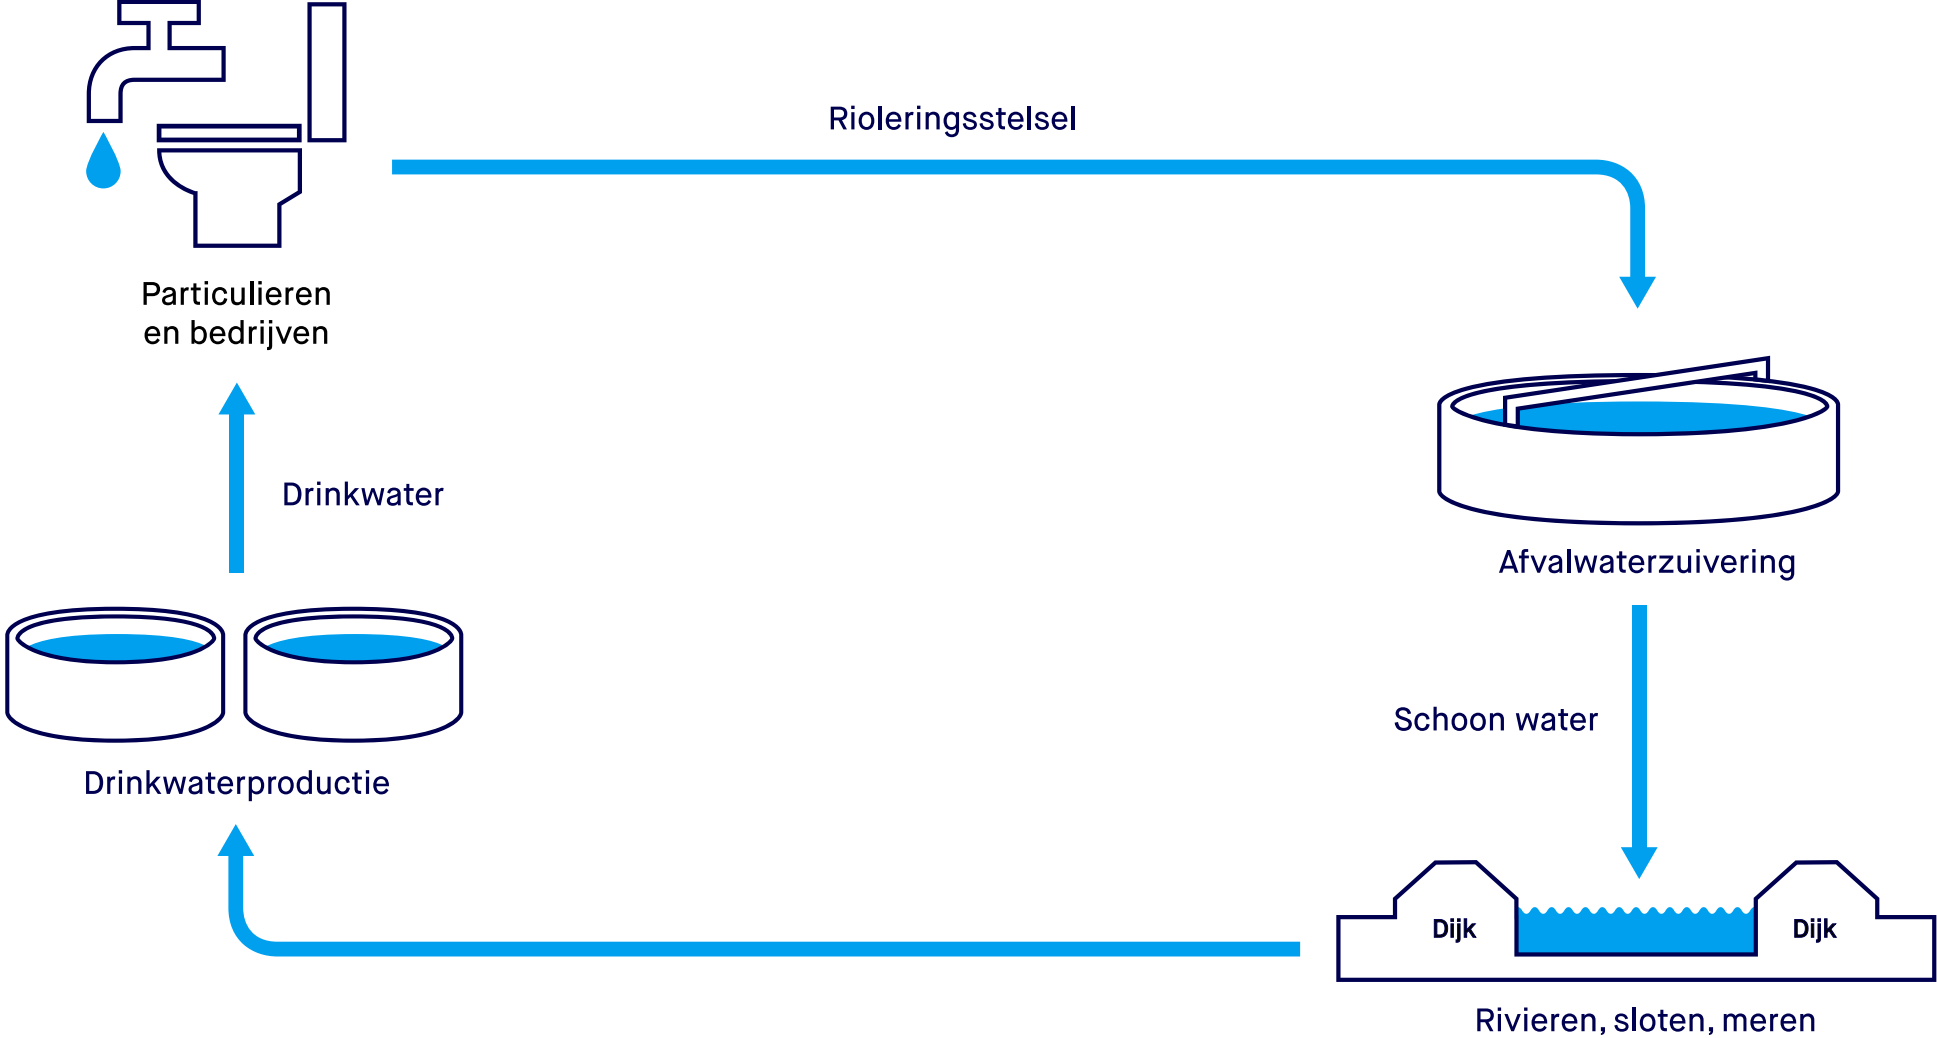 Rioleringsstelsel
Particulieren
en bedrijven
Drinkwater
Afvalwaterzuivering
Schoon water
Drinkwaterproductie
Dijk
Dijk
Rivieren, sloten, meren